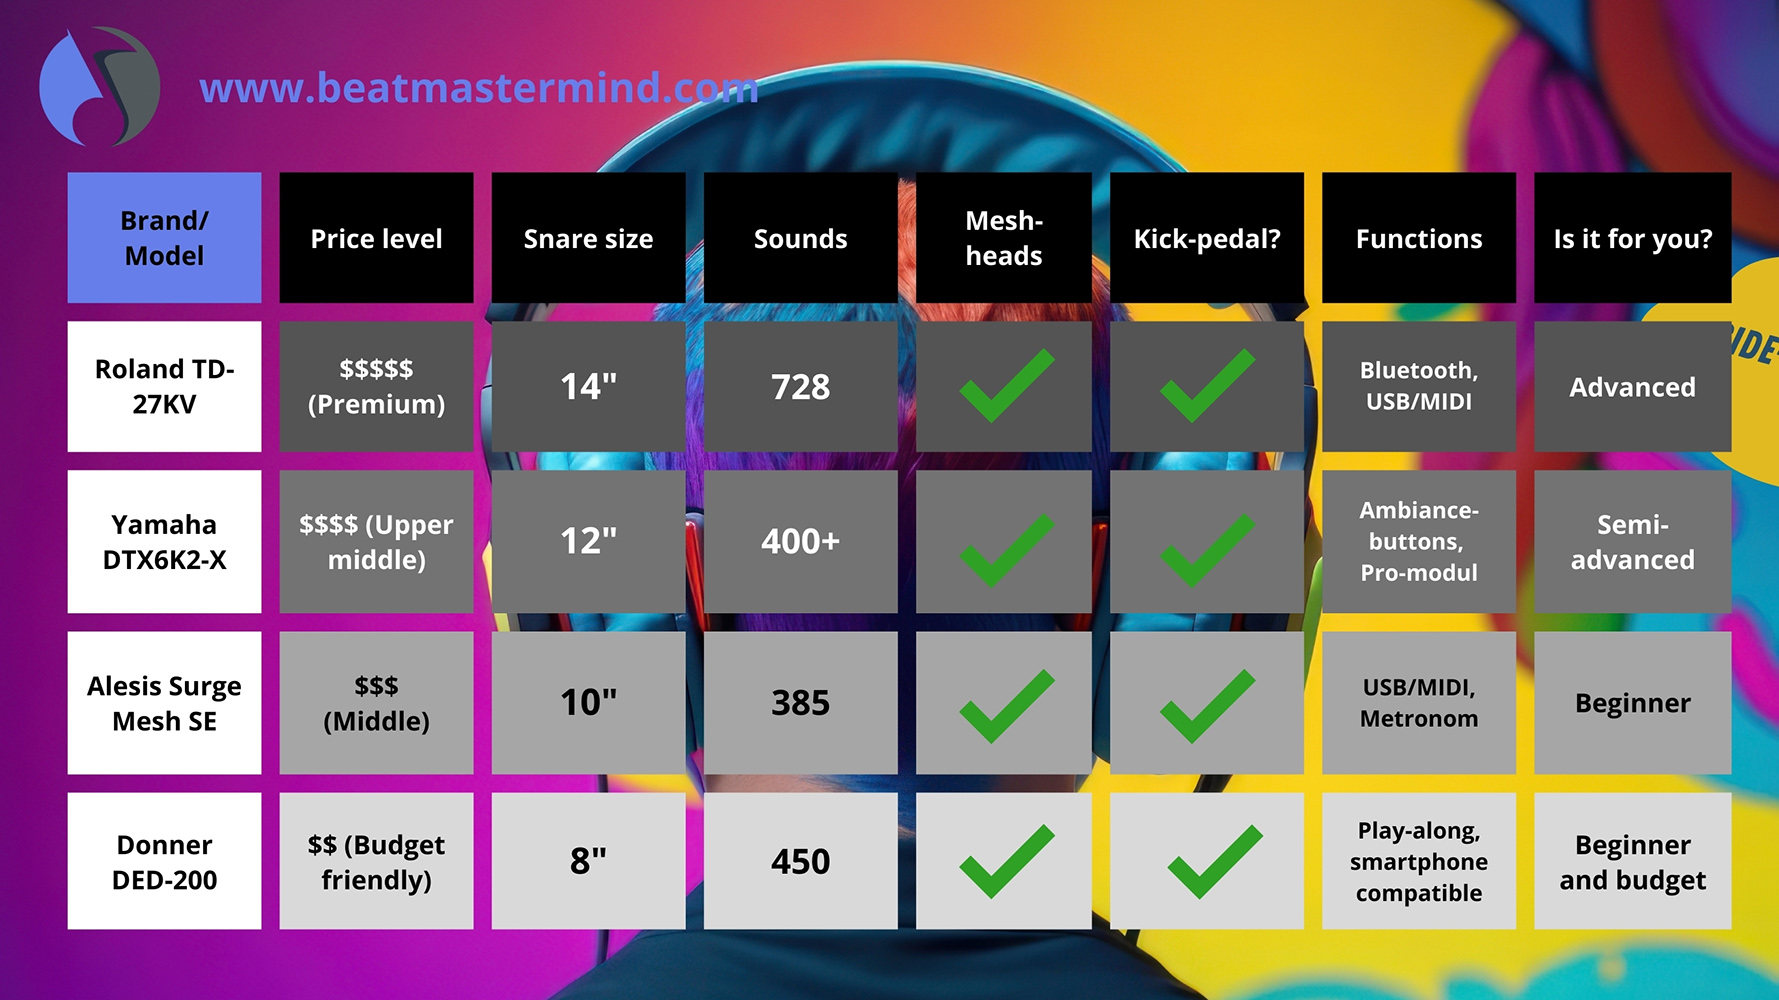 www.beatmastermind.com
Brand/
Model
Price level
Snare size
Sounds
Mesh-
heads
Kick-pedal?
Functions
Is it for you?
Roland TD-
27KV
$$$$$
(Premium)
14"
728
Bluetooth,
USB/MIDI
Advanced
Yamaha
DTX6K2-X
$$$$ (Upper
middle)
12"
400+
Ambiance-
buttons,
Pro-modul
Semi-
advanced
Alesis Surge
Mesh SE
$$$
(Middle)
10"
385
USB/MIDI,
Metronom
Beginner
Donner
DED-200
$$ (Budget
friendly)
8"
450
Play-along,
smartphone
compatible
Beginner
and budget